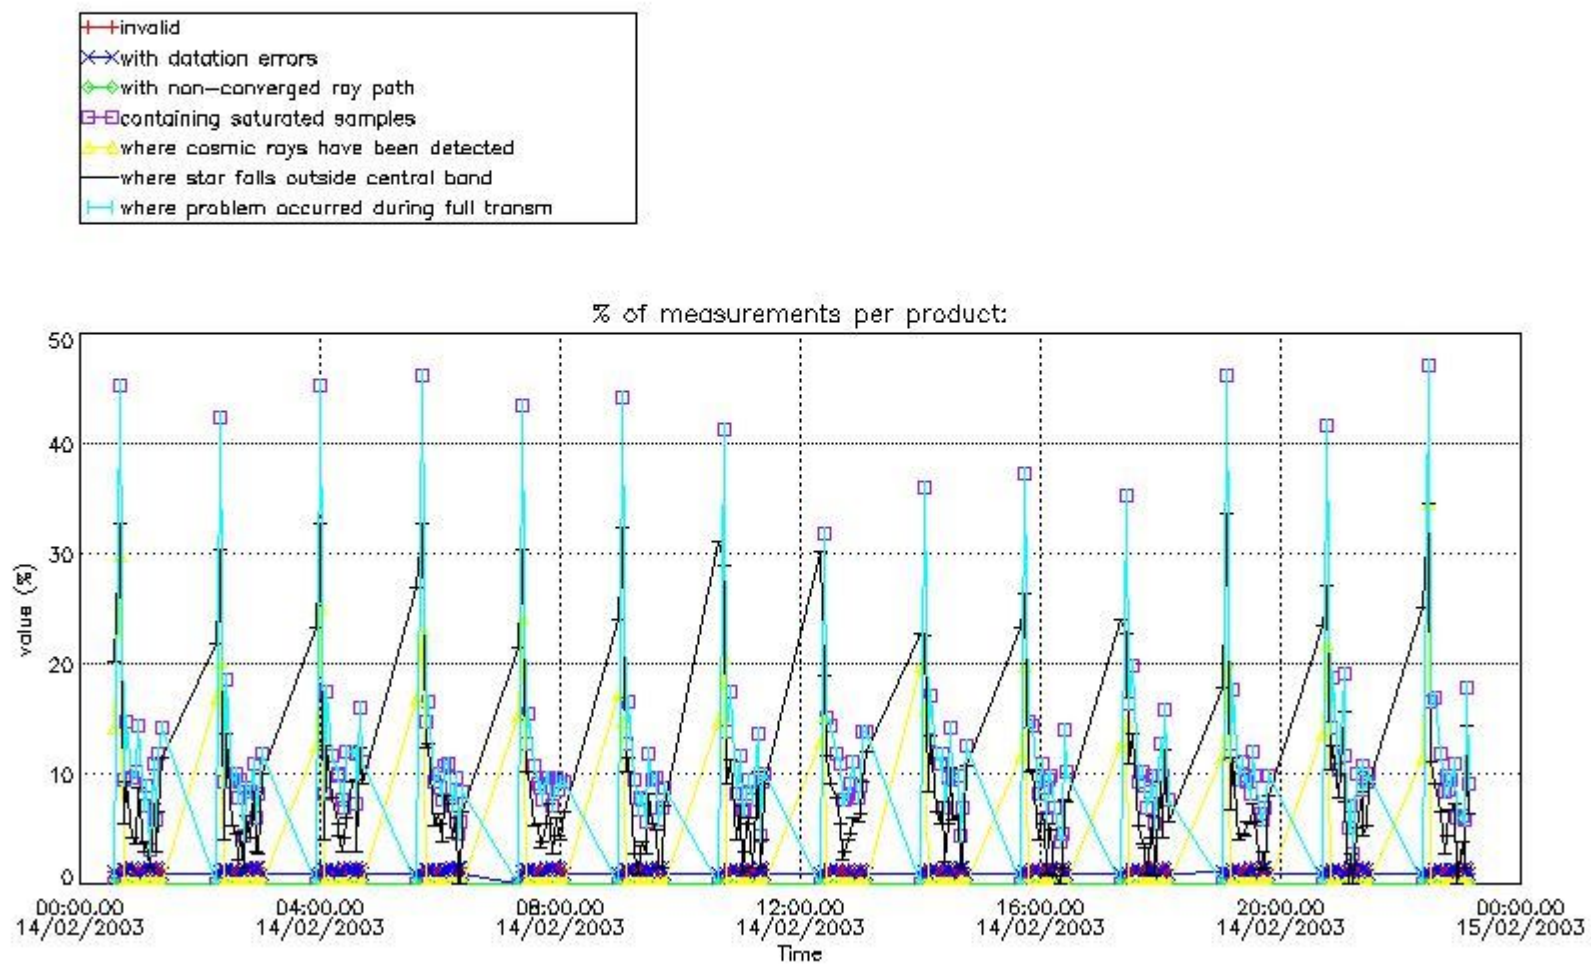 invalid
with datation errors
with non-converged ray path
containing saturated samples
where cosmic rays have been detected
where star falls outside central band
where problem occurred during full transm
% of measurements per product:
50
40
30
20
10
0
value (%)
00:00:00 04:00:00 08:00:00 12:00:00 16:00:00 20:00:00 00:00:00
14/02/2003 14/02/2003 14/02/2003 14/02/2003 14/02/2003 14/02/2003 15/02/2003
Time